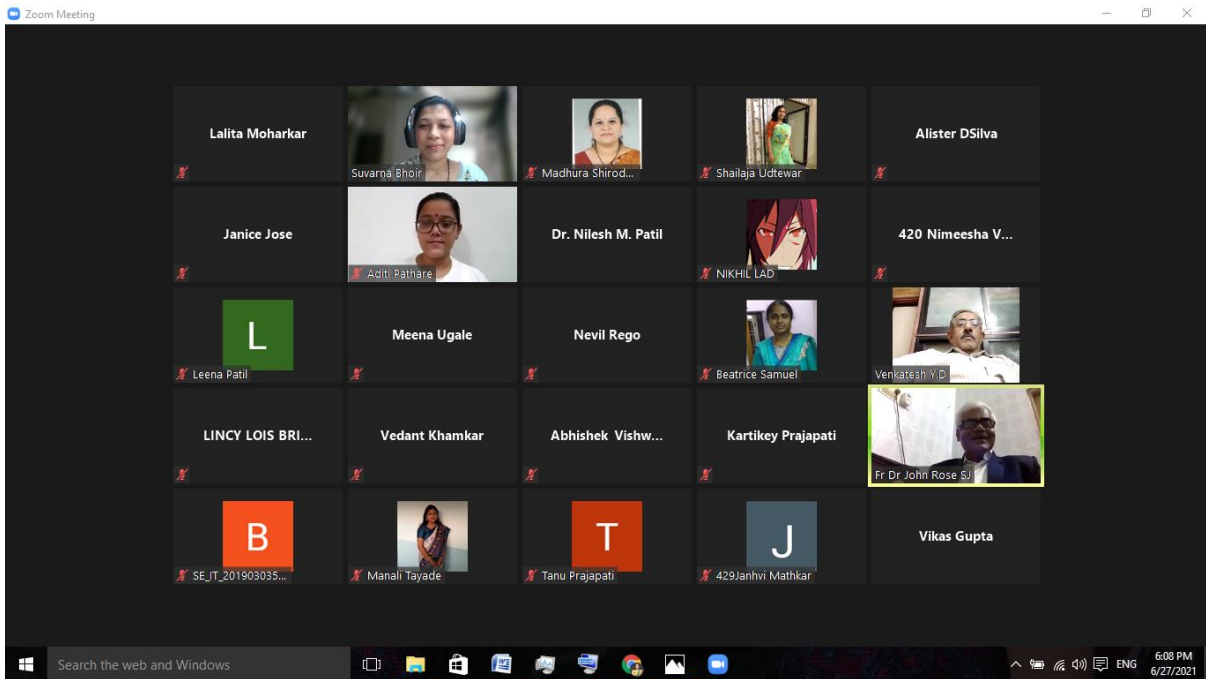 Zoom Meeting
Lalita Moharkar
Suvarna Bhoir
Madhura Shirod...
Shailaja Udtewar
Alister DSilva
Janice Jose
Aditi Pathare
Dr. Nilesh M. Patil
NIKHIL LAD
420 Nimeesha V...
L
Leena Patil
Meena Ugale
Nevil Rego
Beatrice Samuel
Venkatesh Y.D
LINCY LOIS BRI...
Vedant Khamkar
Abhishek Vishw...
Kartikey Prajapati
Fr Dr John Rose SJ
B
SE_IT_201903035...
Manali Tayade
T
Tanu Prajapati
J
429Janhvi Mathkar
Vikas Gupta
Search the web and Windows
ENG
6:08 PM
6/27/2021